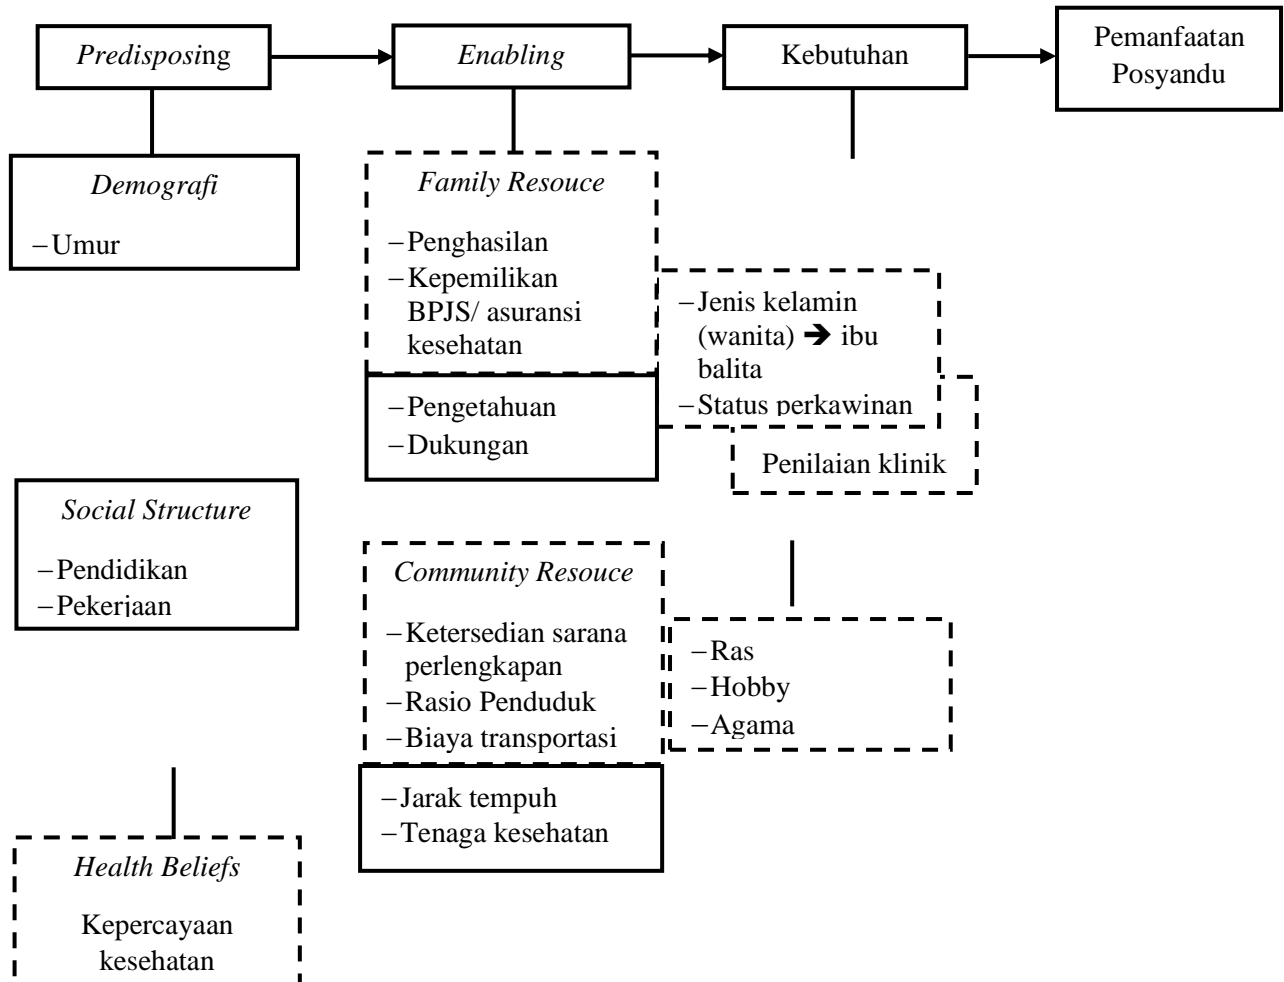 Predisposing
Enabling
Kebutuhan
Pemanfaatan
Posyandu
Demografi
–Umur
Family Resouce
–Penghasilan
–Kepemilikan
BPJS/ asuransi
kesehatan
–Pengetahuan
–Dukungan
–Jenis kelamin
(wanita) ➔ ibu
balita
–Status perkawinan
Penilaian klinik
Social Structure
–Pendidikan
–Pekerjaan
Community Resouce
–Ketersedian sarana
perlengkapan
–Rasio Penduduk
–Biaya transportasi
–Jarak tempuh
–Tenaga kesehatan
–Ras
–Hobby
–Agama
Health Beliefs
Kepercayaan
kesehatan